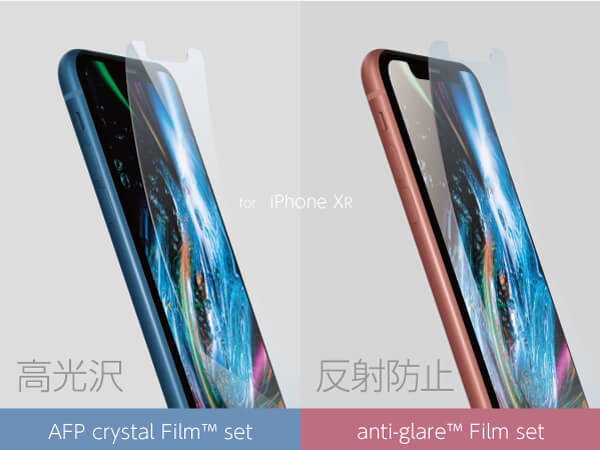 for iPhone XR
高光沢
反射防止
AFP crystal Film™ set
anti-glare™ Film set